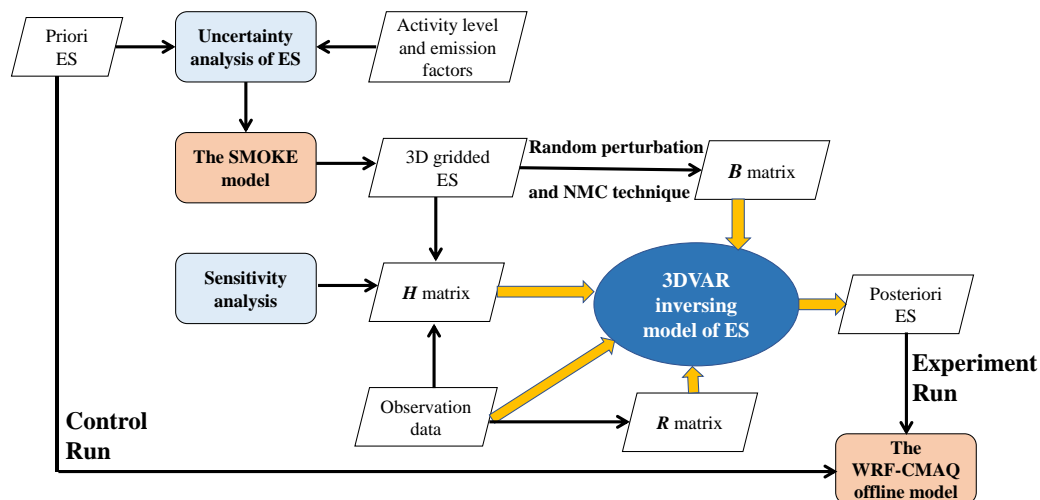 Priori
ES
Uncertainty
analysis of ES
Activity level
and emission
factors
The SMOKE
model
3D gridded
ES
Random perturbation
and NMC technique
B matrix
Sensitivity
analysis
H matrix
3DVAR
inversing
model of ES
Posteriori
ES
Observation
data
R matrix
Experiment
Run
Control
Run
The
WRF-CMAQ
offline model